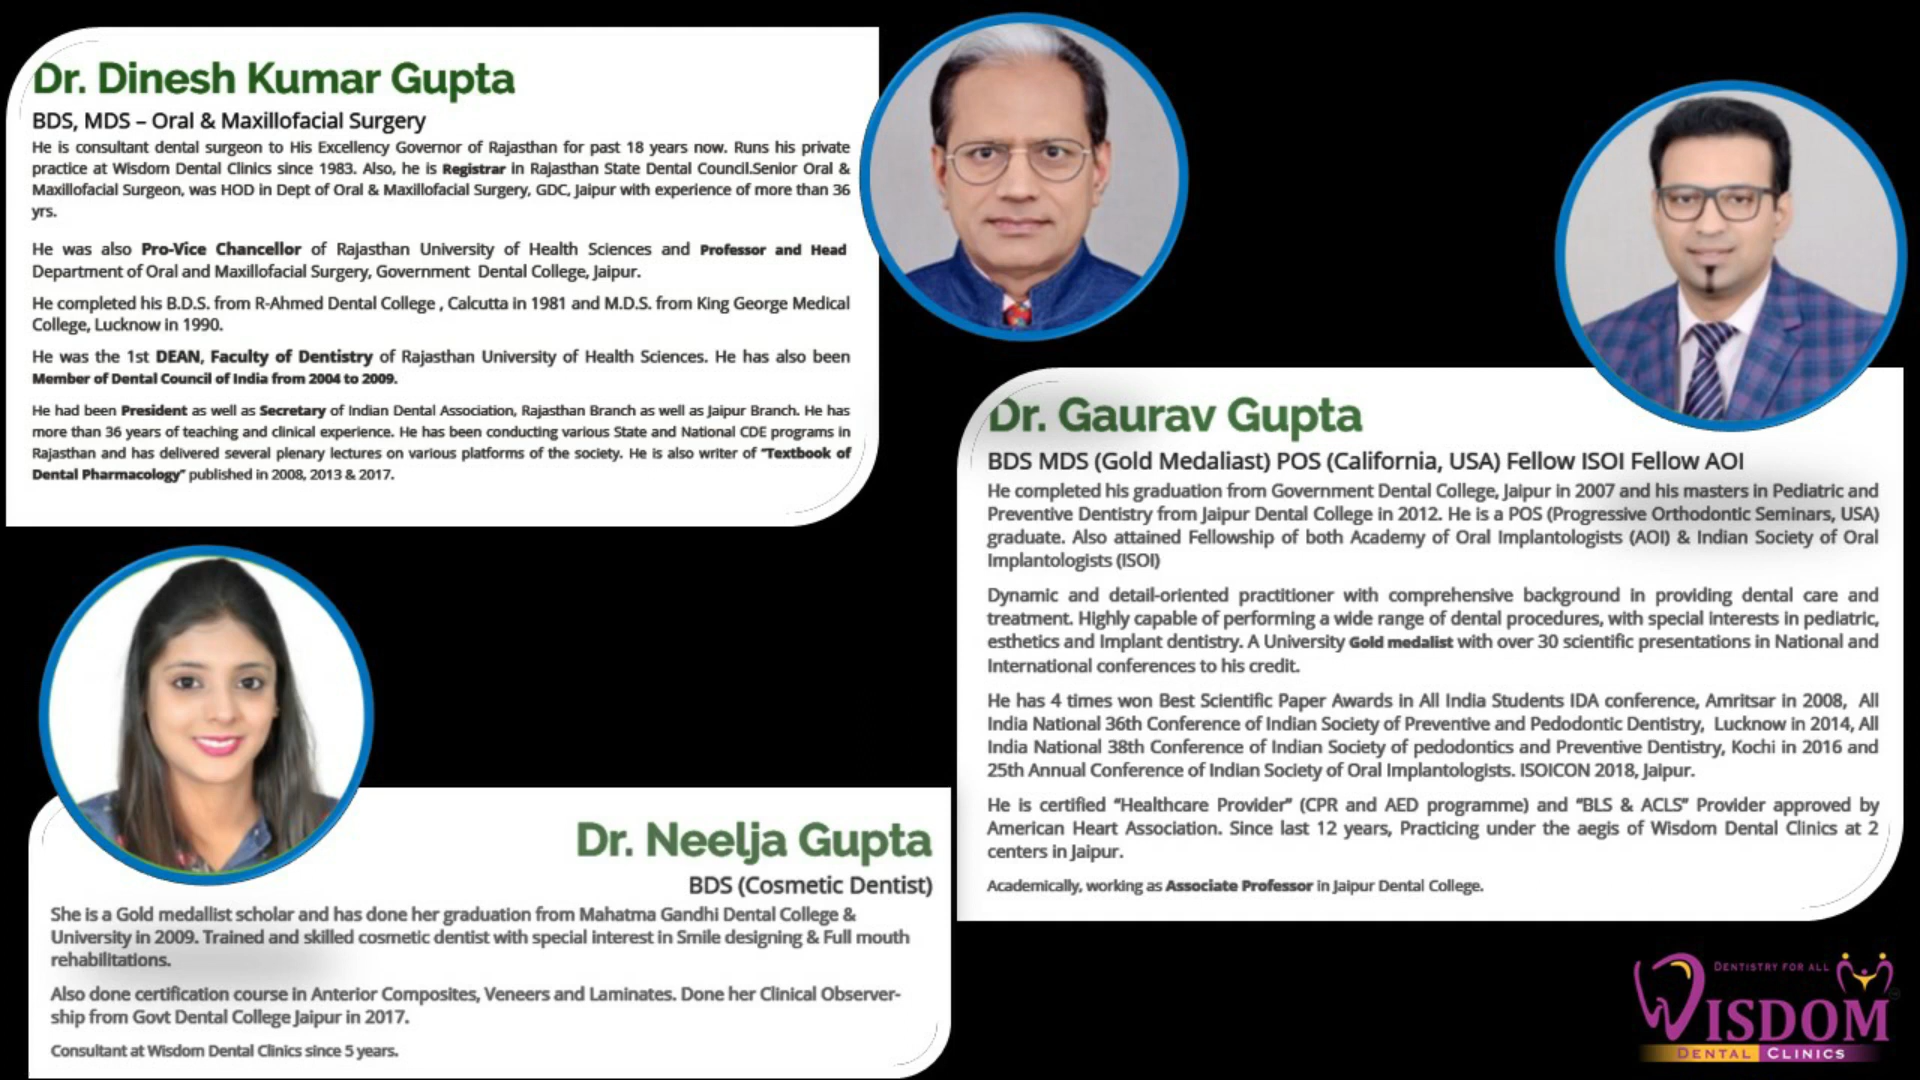 Dr. Dinesh Kumar Gupta
BDS, MDS – Oral & Maxillofacial Surgery
He is consultant dental surgeon to His Excellency Governor of Rajasthan for past 18 years now. Runs his private
practice at Wisdom Dental Clinics since 1983. Also, he is Registrar in Rajasthan State Dental Council.Senior Oral &
Maxillofacial Surgeon, was HOD in Dept of Oral & Maxillofacial Surgery, GDC, Jaipur with experience of more than 36
yrs.
He was also Pro-Vice Chancellor of Rajasthan University of Health Sciences and Professor and Head
Department of Oral and Maxillofacial Surgery, Government Dental College, Jaipur.
He completed his B.D.S. from R-Ahmed Dental College , Calcutta in 1981 and M.D.S. from King George Medical
College, Lucknow in 1990.
He was the 1st DEAN, Faculty of Dentistry of Rajasthan University of Health Sciences. He has also been
Member of Dental Council of India from 2004 to 2009.
He had been President as well as Secretary of Indian Dental Association, Rajasthan Branch as well as Jaipur Branch. He has
more than 36 years of teaching and clinical experience. He has been conducting various State and National CDE programs in
Rajasthan and has delivered several plenary lectures on various platforms of the society. He is also writer of "Textbook of
Dental Pharmacology" published in 2008, 2013 & 2017.
Dr. Gaurav Gupta
BDS MDS (Gold Medaliast) POS (California, USA) Fellow ISOI Fellow AOI
He completed his graduation from Government Dental College, Jaipur in 2007 and his masters in Pediatric and
Preventive Dentistry from Jaipur Dental College in 2012. He is a POS (Progressive Orthodontic Seminars, USA)
graduate. Also attained Fellowship of both Academy of Oral Implantologists (AOI) & Indian Society of Oral
Implantologists (ISOI)
Dynamic and detail-oriented practitioner with comprehensive background in providing dental care and
treatment. Highly capable of performing a wide range of dental procedures, with special interests in pediatric,
esthetics and Implant dentistry. A University Gold medalist with over 30 scientific presentations in National and
International conferences to his credit.
He has 4 times won Best Scientific Paper Awards in All India Students IDA conference, Amritsar in 2008, All
India National 36th Conference of Indian Society of Preventive and Pedodontic Dentistry, Lucknow in 2014, All
India National 38th Conference of Indian Society of pedodontics and Preventive Dentistry, Kochi in 2016 and
25th Annual Conference of Indian Society of Oral Implantologists. ISOICON 2018, Jaipur.
He is certified "Healthcare Provider" (CPR and AED programme) and "BLS & ACLS" Provider approved by
American Heart Association. Since last 12 years, Practicing under the aegis of Wisdom Dental Clinics at 2
centers in Jaipur.
Academically, working as Associate Professor in Jaipur Dental College.
Dr. Neelja Gupta
BDS (Cosmetic Dentist)
She is a Gold medallist scholar and has done her graduation from Mahatma Gandhi Dental College &
University in 2009. Trained and skilled cosmetic dentist with special interest in Smile designing & Full mouth
rehabilitations.
Also done certification course in Anterior Composites, Veneers and Laminates. Done her Clinical Observer-
ship from Govt Dental College Jaipur in 2017.
Consultant at Wisdom Dental Clinics since 5 years.
DENTISTRY FOR ALL
WISDOM
DENTAL CLINICS